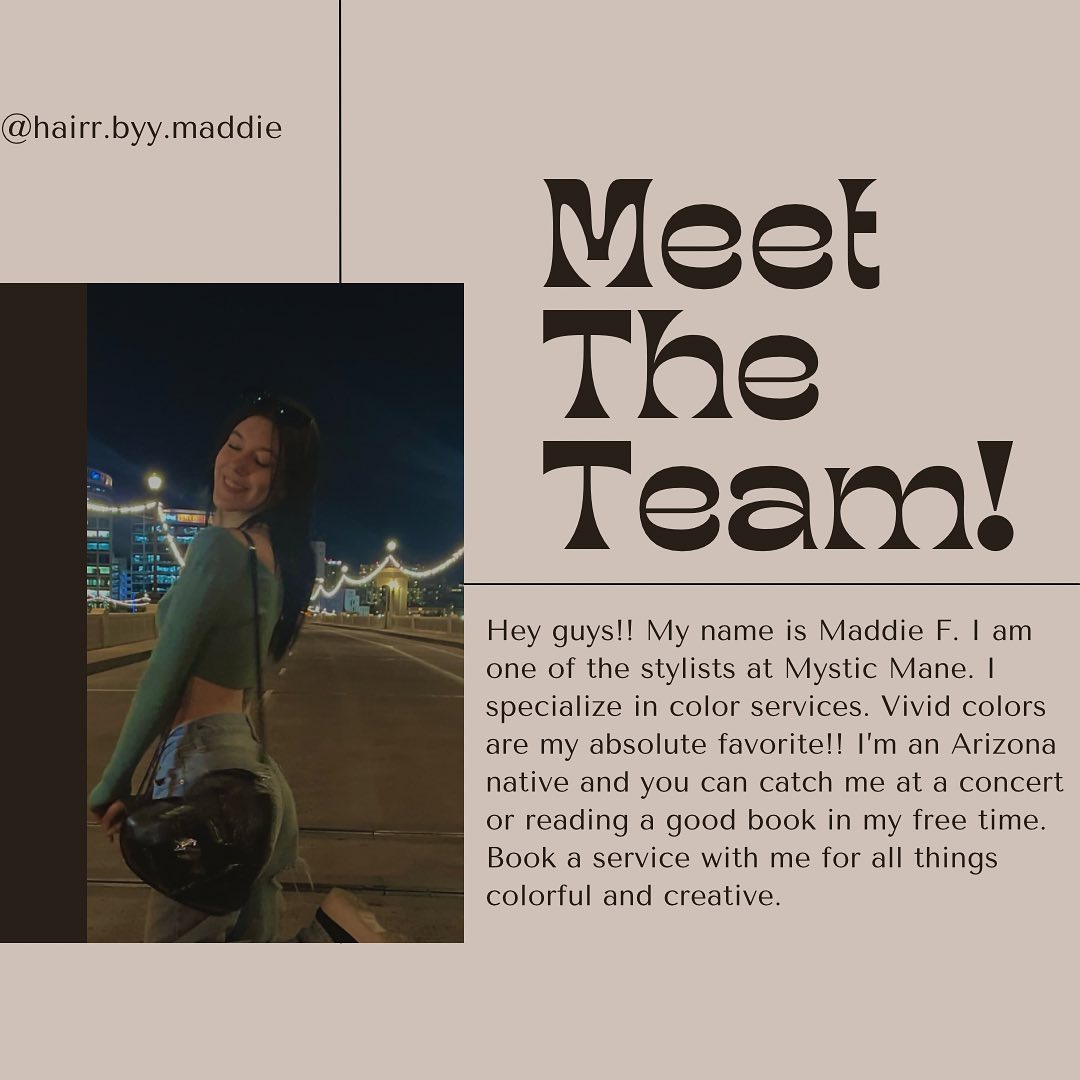 @hairr.byy.maddie
Meet
The
Team!
Hey guys!! My name is Maddie F. I am
one of the stylists at Mystic Mane. I
specialize in color services. Vivid colors
are my absolute favorite!! I'm an Arizona
native and you can catch me at a concert
or reading a good book in my free time.
Book a service with me for all things
colorful and creative.